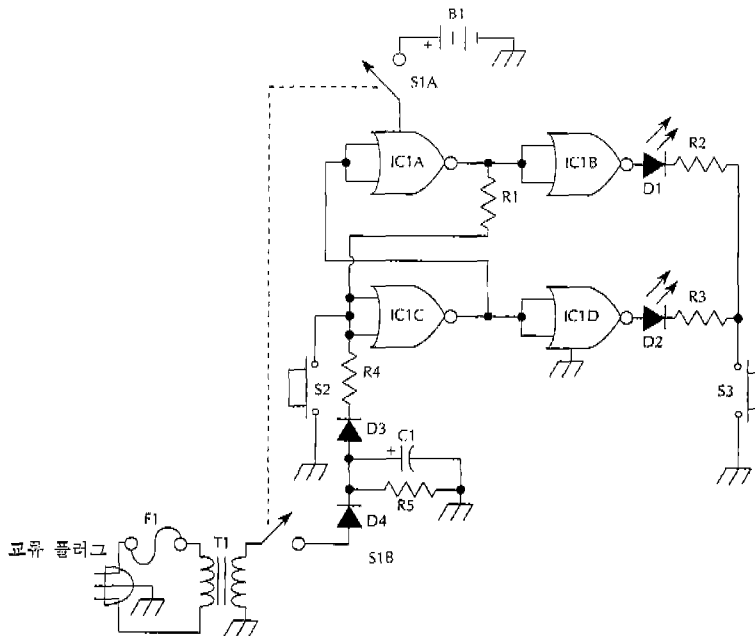 B1
+
S1A
IC1A
IC1B
R2
D1
R1
IC1C
IC1D
R3
D2
S2
R4
S3
D3
+
C1
R5
D4
F1
T1
교류 플러그
S1B